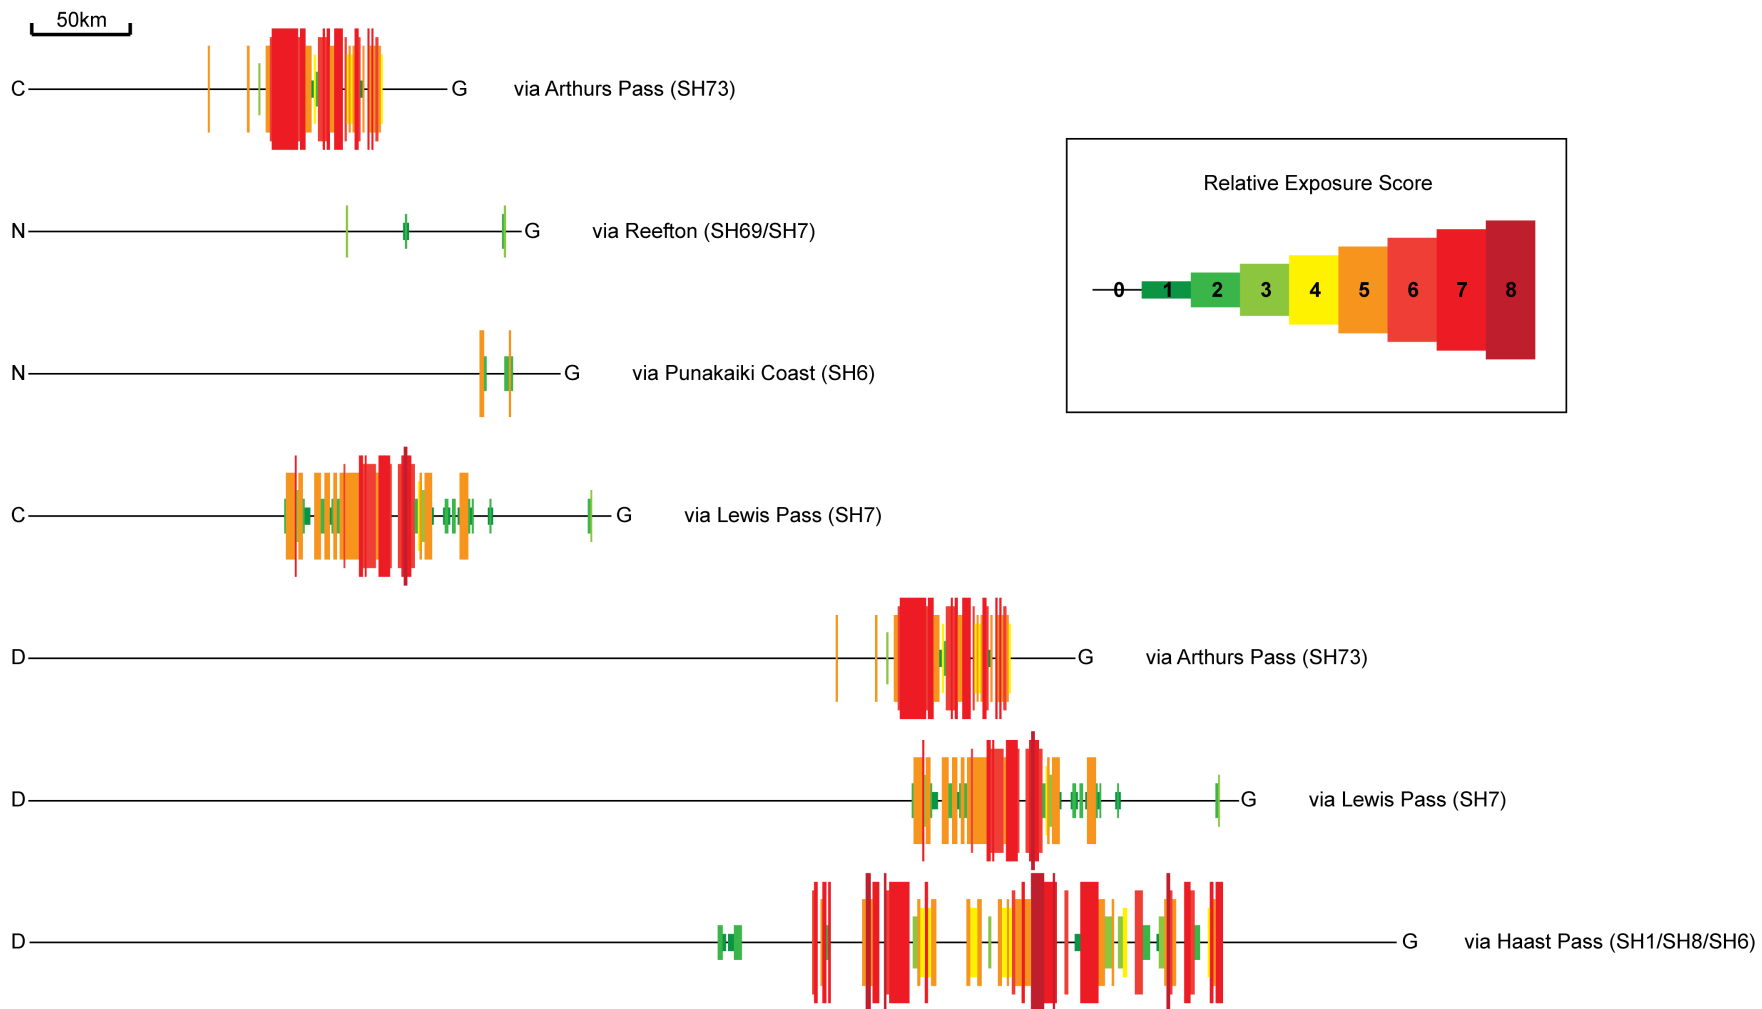 50km
C G via Arthurs Pass (SH73)
Relative Exposure Score
N G via Reefton (SH69/SH7)
0 1 2 3 4 5 6 7 8
N G via Punakaiki Coast (SH6)
C G via Lewis Pass (SH7)
D G via Arthurs Pass (SH73)
D G via Lewis Pass (SH7)
D G via Haast Pass (SH1/SH8/SH6)